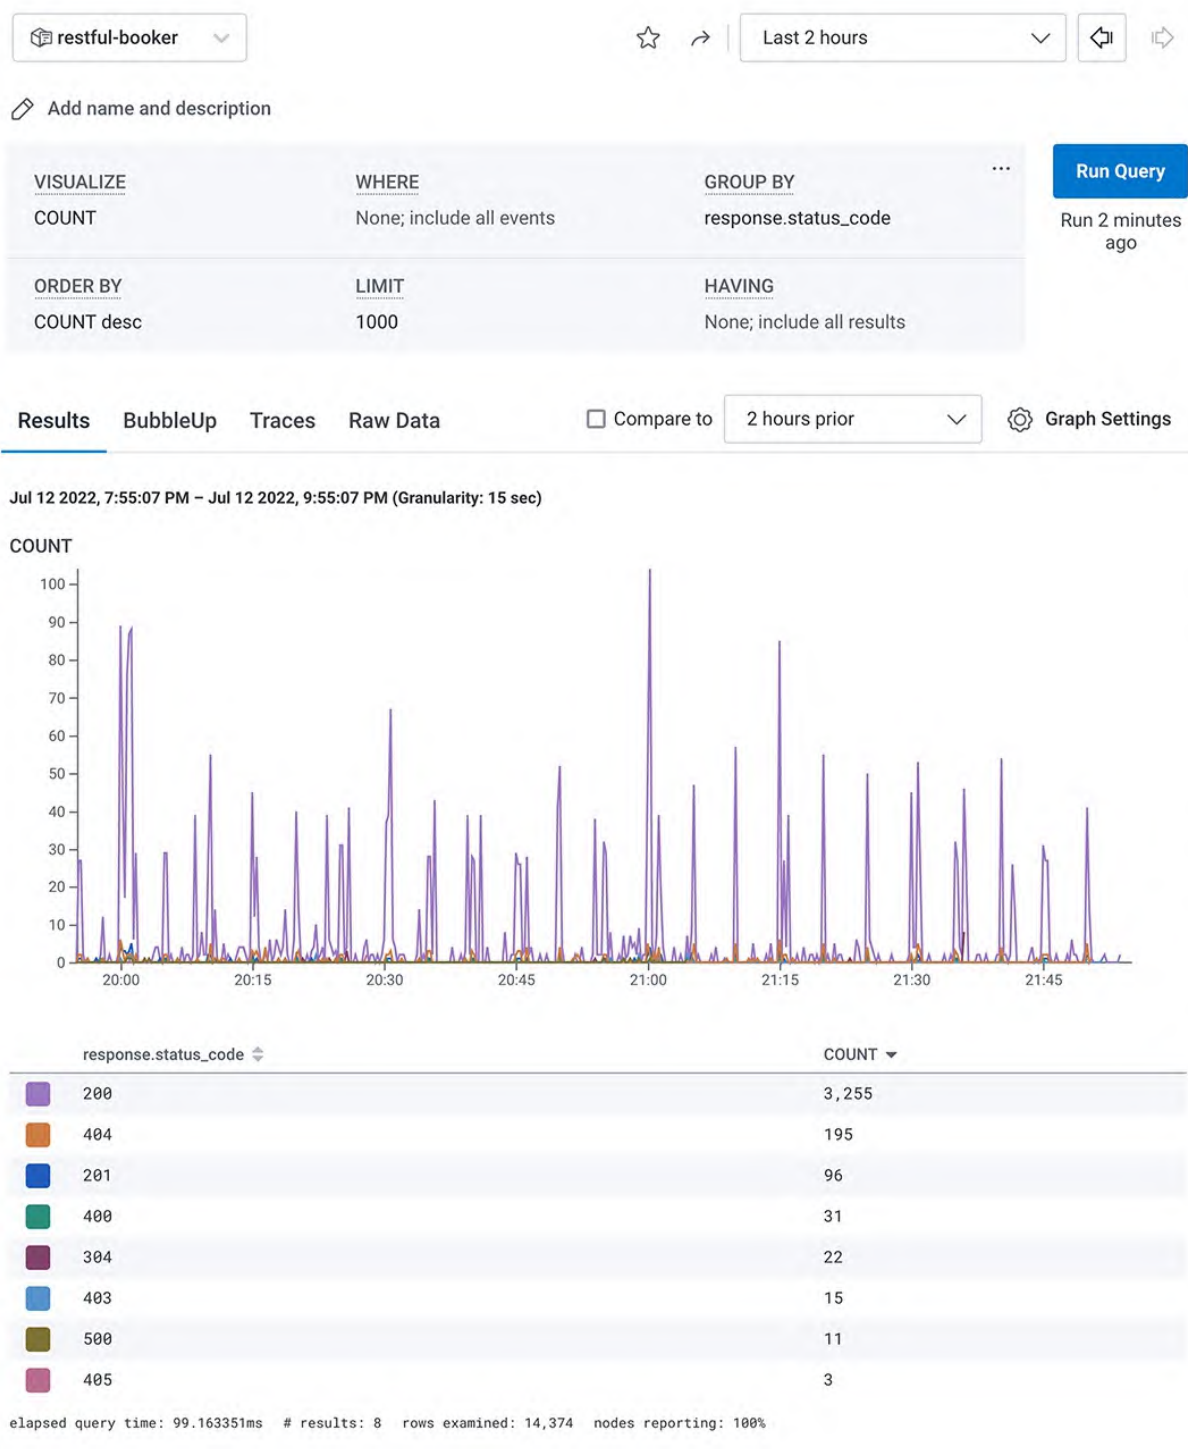 restful-booker
Last 2 hours
Add name and description
VISUALIZE WHERE GROUP BY ... Run Query
COUNT None; include all events response.status_code
Run 2 minutes
ago
ORDER BY LIMIT HAVING
COUNT desc 1000 None; include all results
Results BubbleUp Traces Raw Data Compare to 2 hours prior Graph Settings
Jul 12 2022, 7:55:07 PM – Jul 12 2022, 9:55:07 PM (Granularity: 15 sec)
COUNT
100
90
80
70
60
50
40
30
20
10
0
20:00 20:15 20:30 20:45 21:00 21:15 21:30 21:45
response.status_code COUNT
200 3,255
404 195
201 96
400 31
304 22
403 15
500 11
405 3
elapsed query time: 99.163351ms # results: 8 rows examined: 14,374 nodes reporting: 100%